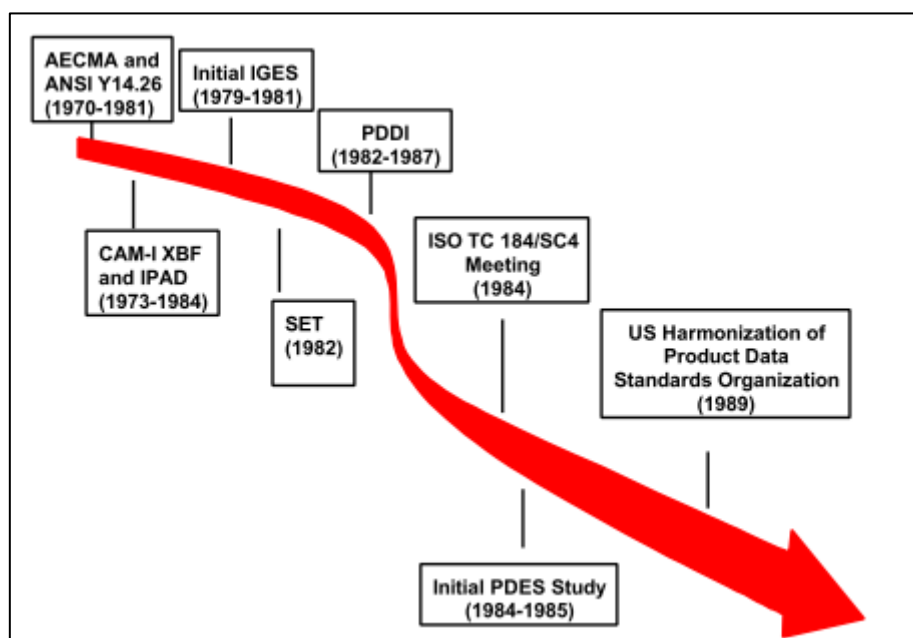 AECMA and
ANSI Y14.26
(1970-1981)
Initial IGES
(1979-1981)
PDDI
(1982-1987)
CAM-I XBF
and IPAD
(1973-1984)
SET
(1982)
ISO TC 184/SC4
Meeting
(1984)
US Harmonization of
Product Data
Standards Organization
(1989)
Initial PDES Study
(1984-1985)